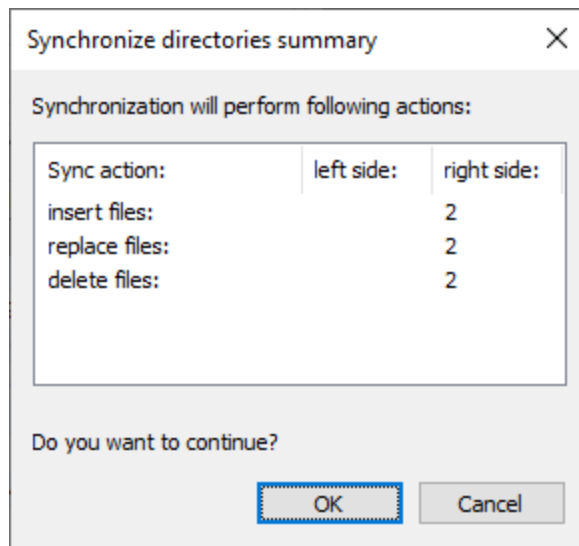 Synchronize directories summary
Synchronization will perform following actions:
Sync action: left side: right side:
insert files: 2
replace files: 2
delete files: 2
Do you want to continue?
OK Cancel